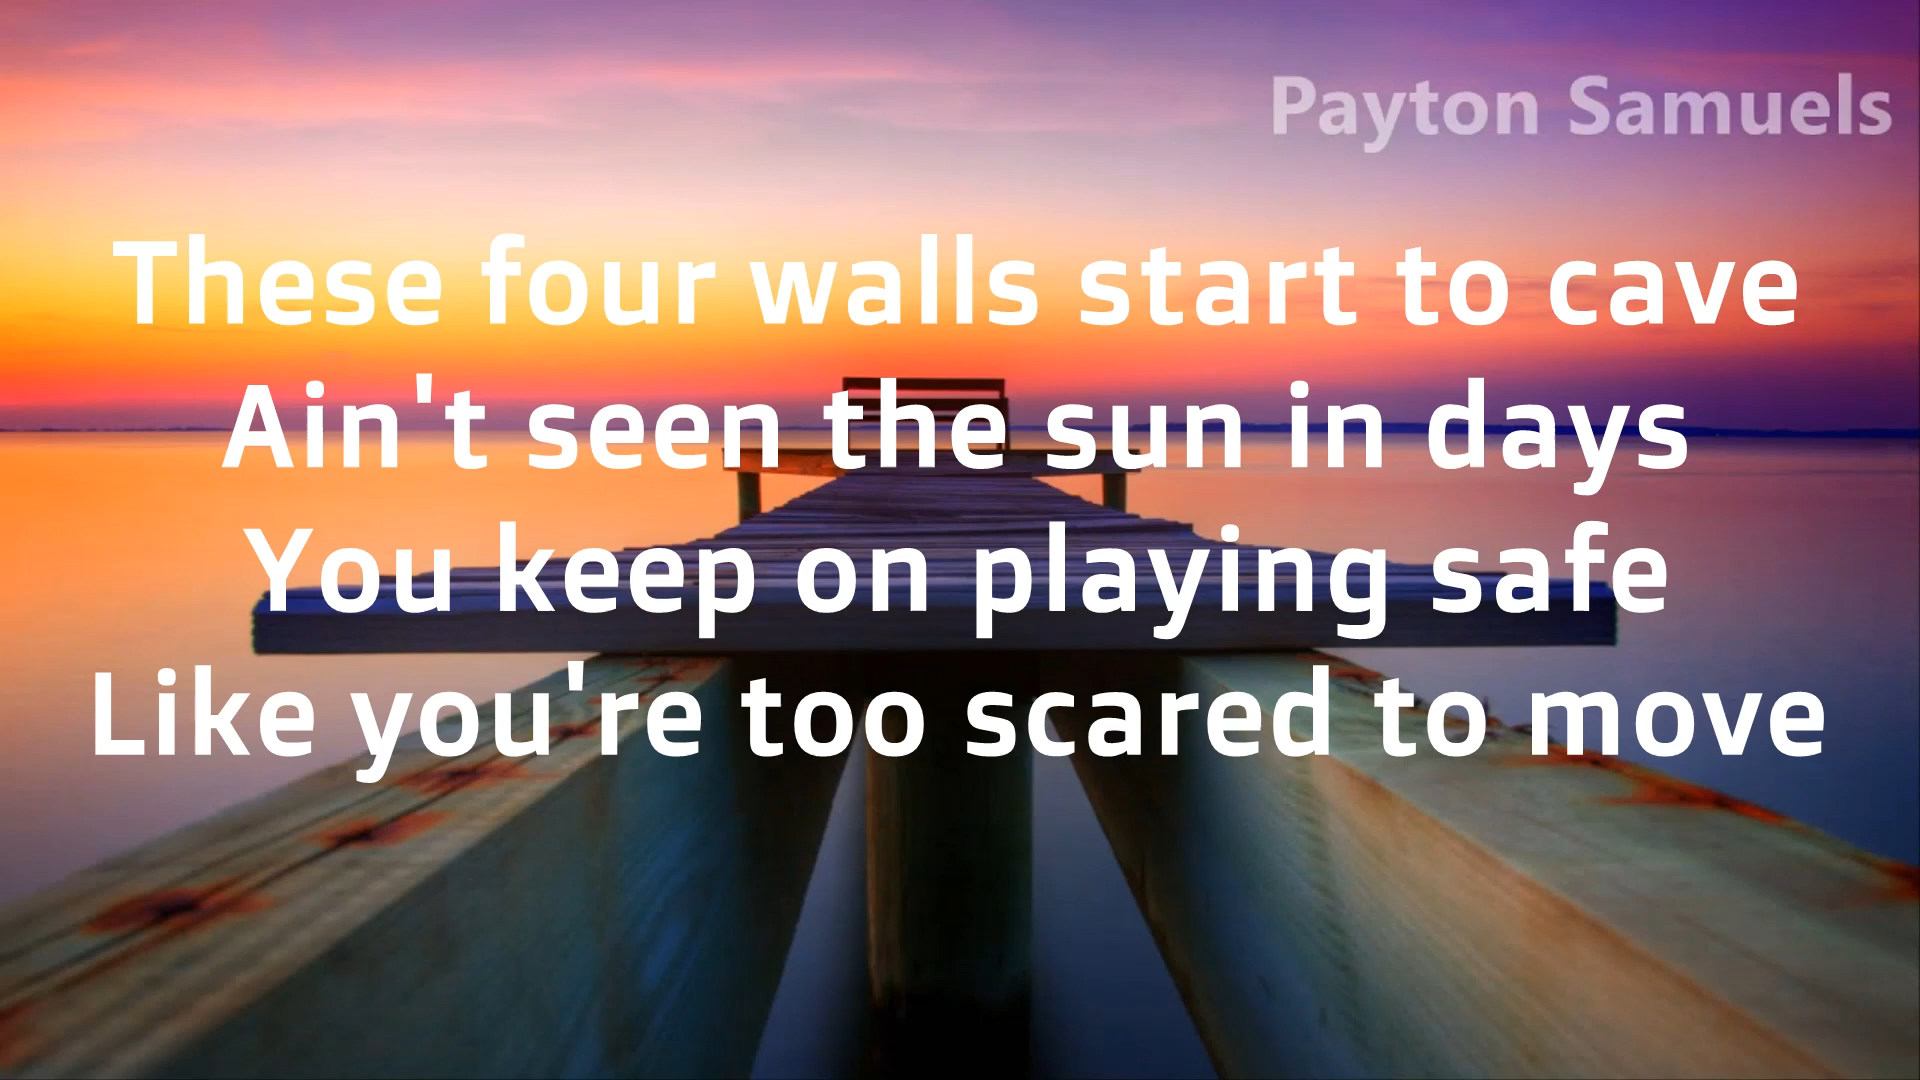 Payton Samuels
These four walls start to cave
Ain't seen the sun in days
You keep on playing safe
Like you're too scared to move